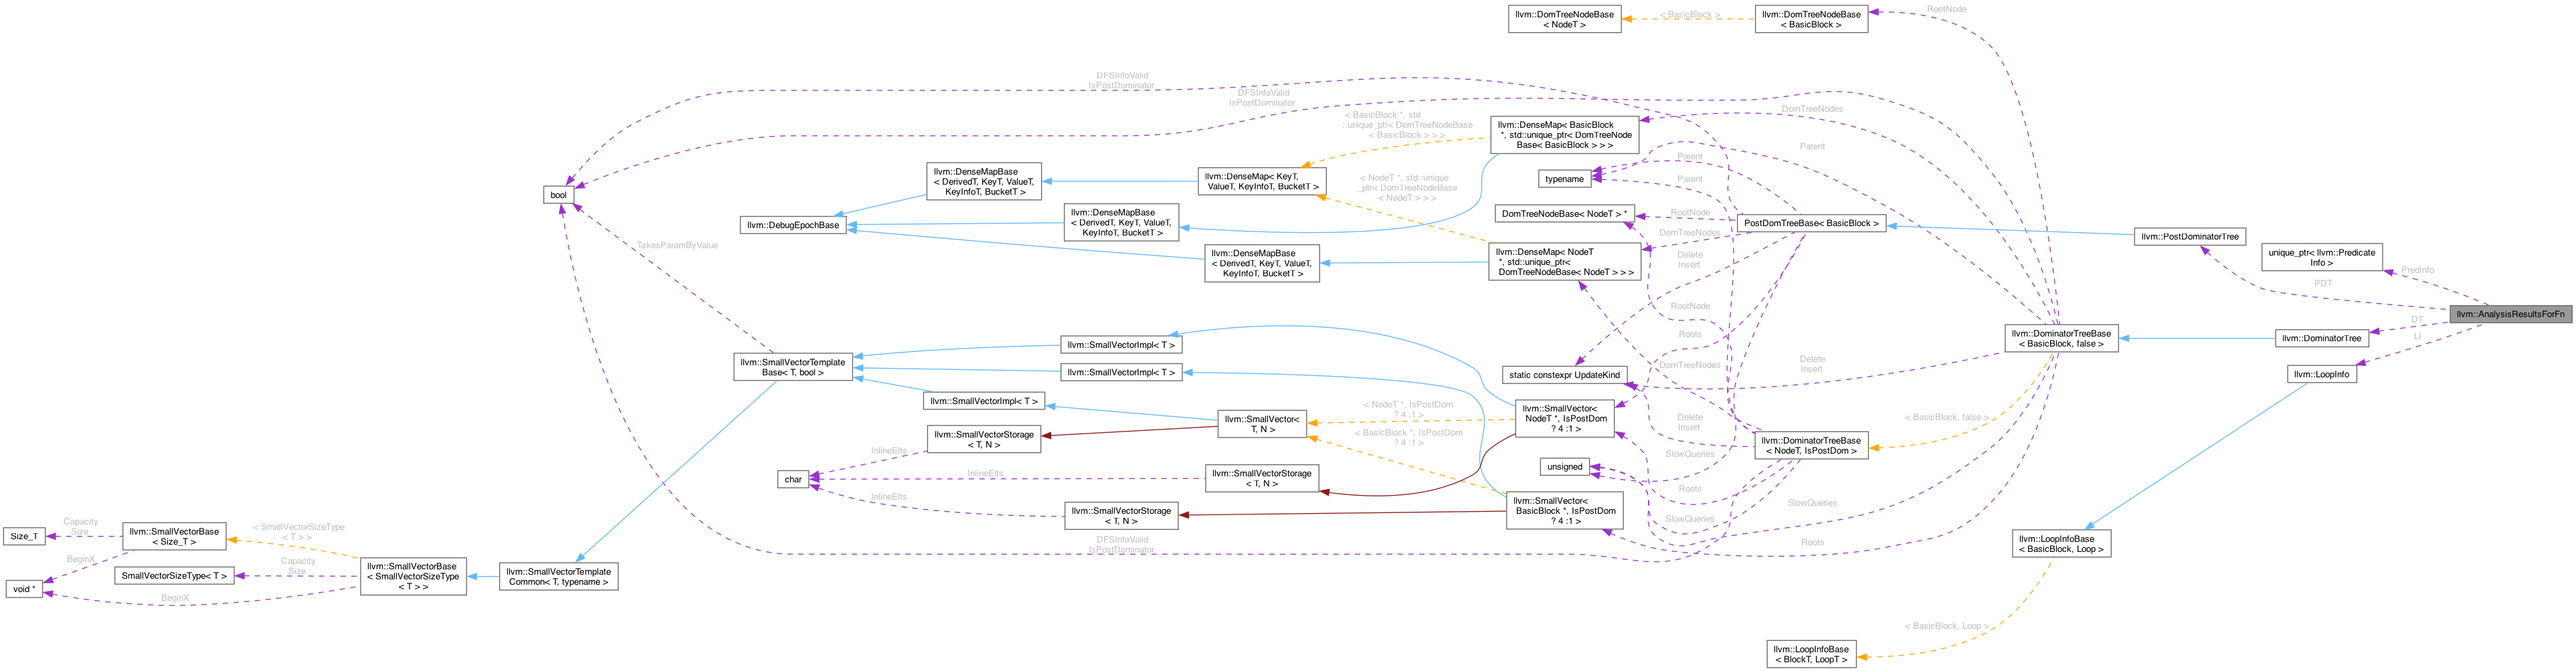 llvm::DomTreeNodeBase
< NodeT >
< BasicBlock >
llvm::DomTreeNodeBase
< BasicBlock >
RootNode
DFSInfoValid
IsPostDominator
DFSInfoValid
IsPostDominator
DomTreeNodes
< BasicBlock *, std
::unique_ptr< DomTreeNodeBase
< BasicBlock > > >
llvm::DenseMap< BasicBlock
*, std::unique_ptr< DomTreeNode
Base< BasicBlock > > >
Parent
Parent
Parent
bool
llvm::DenseMapBase
< DerivedT, KeyT, ValueT,
KeyInfoT, BucketT >
llvm::DenseMap< KeyT,
ValueT, KeyInfoT, BucketT >
typename
< NodeT *, std::unique
_ptr< DomTreeNodeBase
< NodeT > > >
llvm::DebugEpochBase
llvm::DenseMapBase
< DerivedT, KeyT, ValueT,
KeyInfoT, BucketT >
DomTreeNodeBase< NodeT > *
RootNode
PostDomTreeBase< BasicBlock >
llvm::PostDominatorTree
TakesParamByValue
llvm::DenseMapBase
< DerivedT, KeyT, ValueT,
KeyInfoT, BucketT >
llvm::DenseMap< NodeT
*, std::unique_ptr<
DomTreeNodeBase< NodeT > > >
DomTreeNodes
Delete
Insert
unique_ptr< llvm::Predicate
Info >
PredInfo
PDT
RootNode
llvm::AnalysisResultsForFn
DT
LI
Roots
llvm::DominatorTreeBase
< BasicBlock, false >
llvm::DominatorTree
llvm::SmallVectorImpl< T >
llvm::SmallVectorTemplate
Base< T, bool >
llvm::SmallVectorImpl< T >
static constexpr UpdateKind
DomTreeNodes
Delete
Insert
llvm::LoopInfo
llvm::SmallVectorImpl< T >
< NodeT *, IsPostDom
? 4 :1 >
llvm::SmallVector<
NodeT *, IsPostDom
? 4 :1 >
Delete
Insert
< BasicBlock, false >
llvm::SmallVector<
T, N >
llvm::SmallVectorStorage
< T, N >
< BasicBlock *, IsPostDom
? 4 :1 >
llvm::DominatorTreeBase
< NodeT, IsPostDom >
InlineElts
SlowQueries
char
InlineElts
llvm::SmallVectorStorage
< T, N >
unsigned
Roots
InlineElts
llvm::SmallVectorStorage
< T, N >
llvm::SmallVector<
BasicBlock *, IsPostDom
? 4 :1 >
SlowQueries
SlowQueries
Size_T
Capacity
Size
llvm::SmallVectorBase
< Size_T >
< SmallVectorSizeType
< T > >
DFSInfoValid
IsPostDominator
Roots
llvm::LoopInfoBase
< BasicBlock, Loop >
BeginX
SmallVectorSizeType< T >
Capacity
Size
llvm::SmallVectorBase
< SmallVectorSizeType
< T > >
llvm::SmallVectorTemplate
Common< T, typename >
void *
BeginX
< BasicBlock, Loop >
llvm::LoopInfoBase
< BlockT, LoopT >